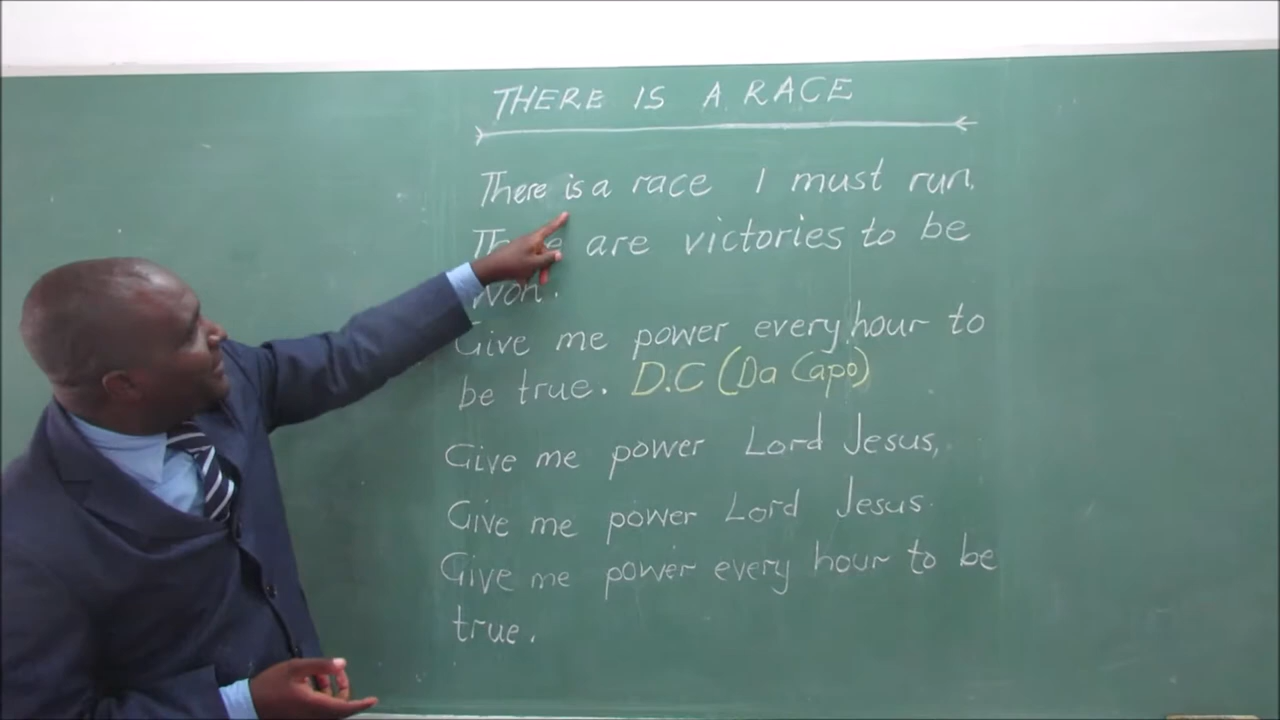 THERE IS A RACE
There is a race I must run.
There are victories to be
won.
Give me power every hour to
be true. D.C (Da Capo)
Give me power Lord Jesus,
Give me power Lord Jesus.
Give me power every hour to be
true.